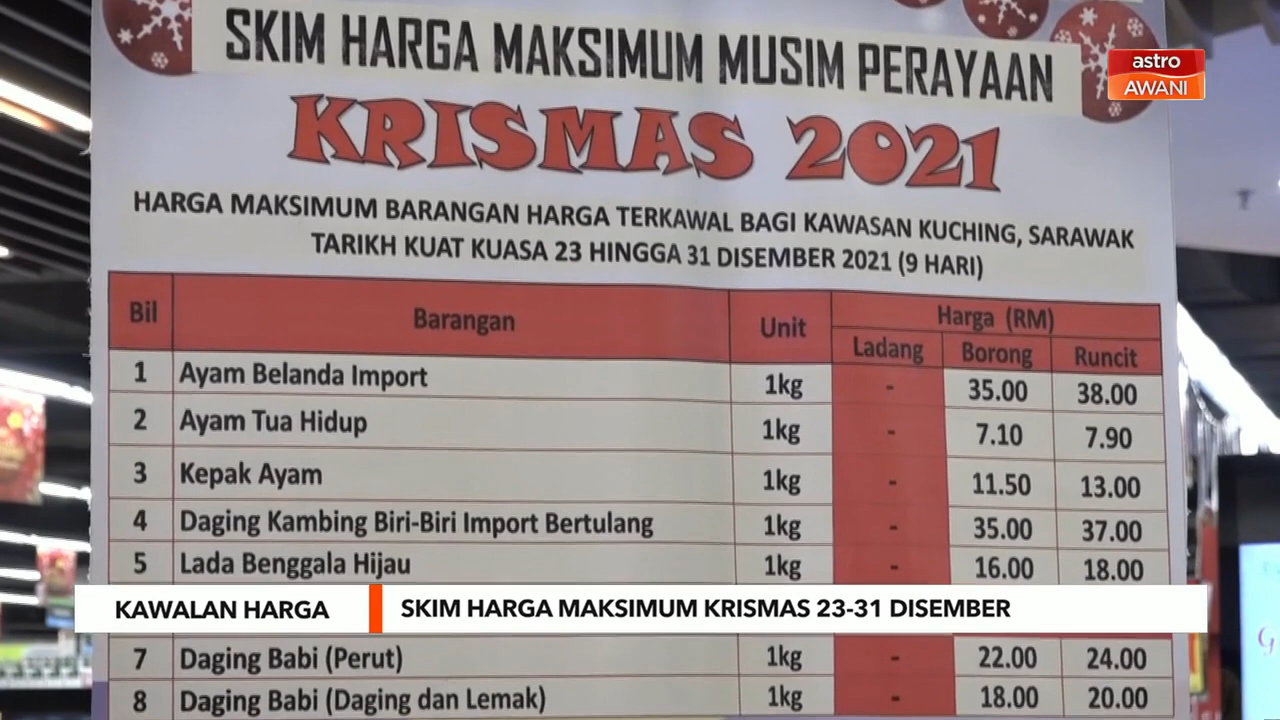 SKIM HARGA MAKSIMUM MUSIM PERAYAAN
astro
AWANI
KRISMAS 2021
HARGA MAKSIMUM BARANGAN HARGA TERKAWAL BAGI KAWASAN KUCHING, SARAWAK
TARIKH KUAT KUASA 23 HINGGA 31 DISEMBER 2021 (9 HARI)
Bil Barangan Unit Harga (RM)
Ladang Borong Runcit
1 Ayam Belanda Import 1kg - 35.00 38.00
2 Ayam Tua Hidup 1kg - 7.10 7.90
3 Kepak Ayam 1kg - 11.50 13.00
4 Daging Kambing Biri-Biri Import Bertulang 1kg - 35.00 37.00
5 Lada Benggala Hijau 1kg - 16.00 18.00
KAWALAN HARGA SKIM HARGA MAKSIMUM KRISMAS 23-31 DISEMBER
7 Daging Babi (Perut) 1kg - 22.00 24.00
8 Daging Babi (Daging dan Lemak) 1kg - 18.00 20.00